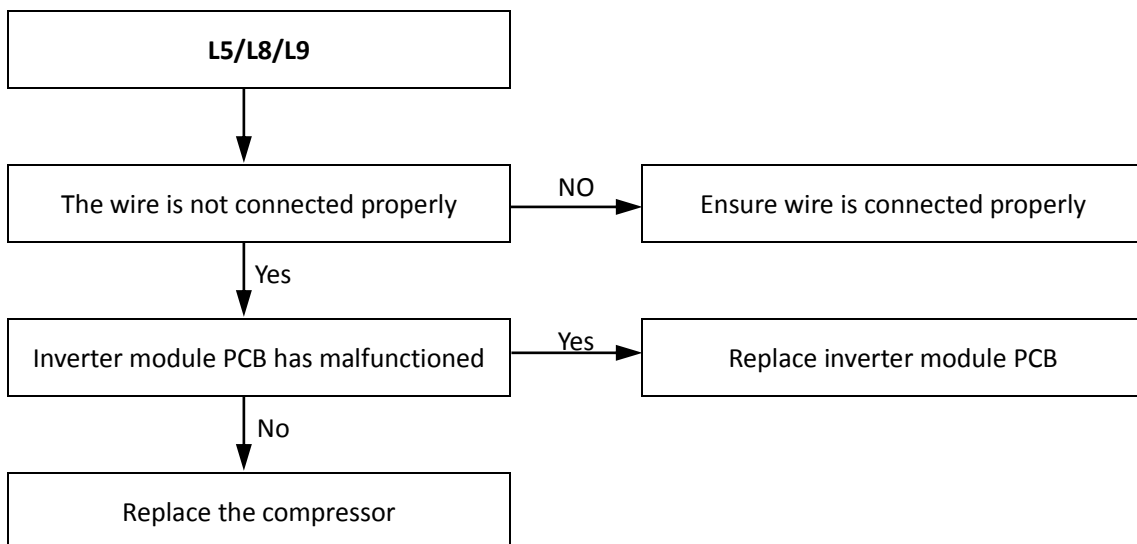 L5/L8/L9
The wire is not connected properly
NO
Ensure wire is connected properly
Yes
Inverter module PCB has malfunctioned
Yes
Replace inverter module PCB
No
Replace the compressor